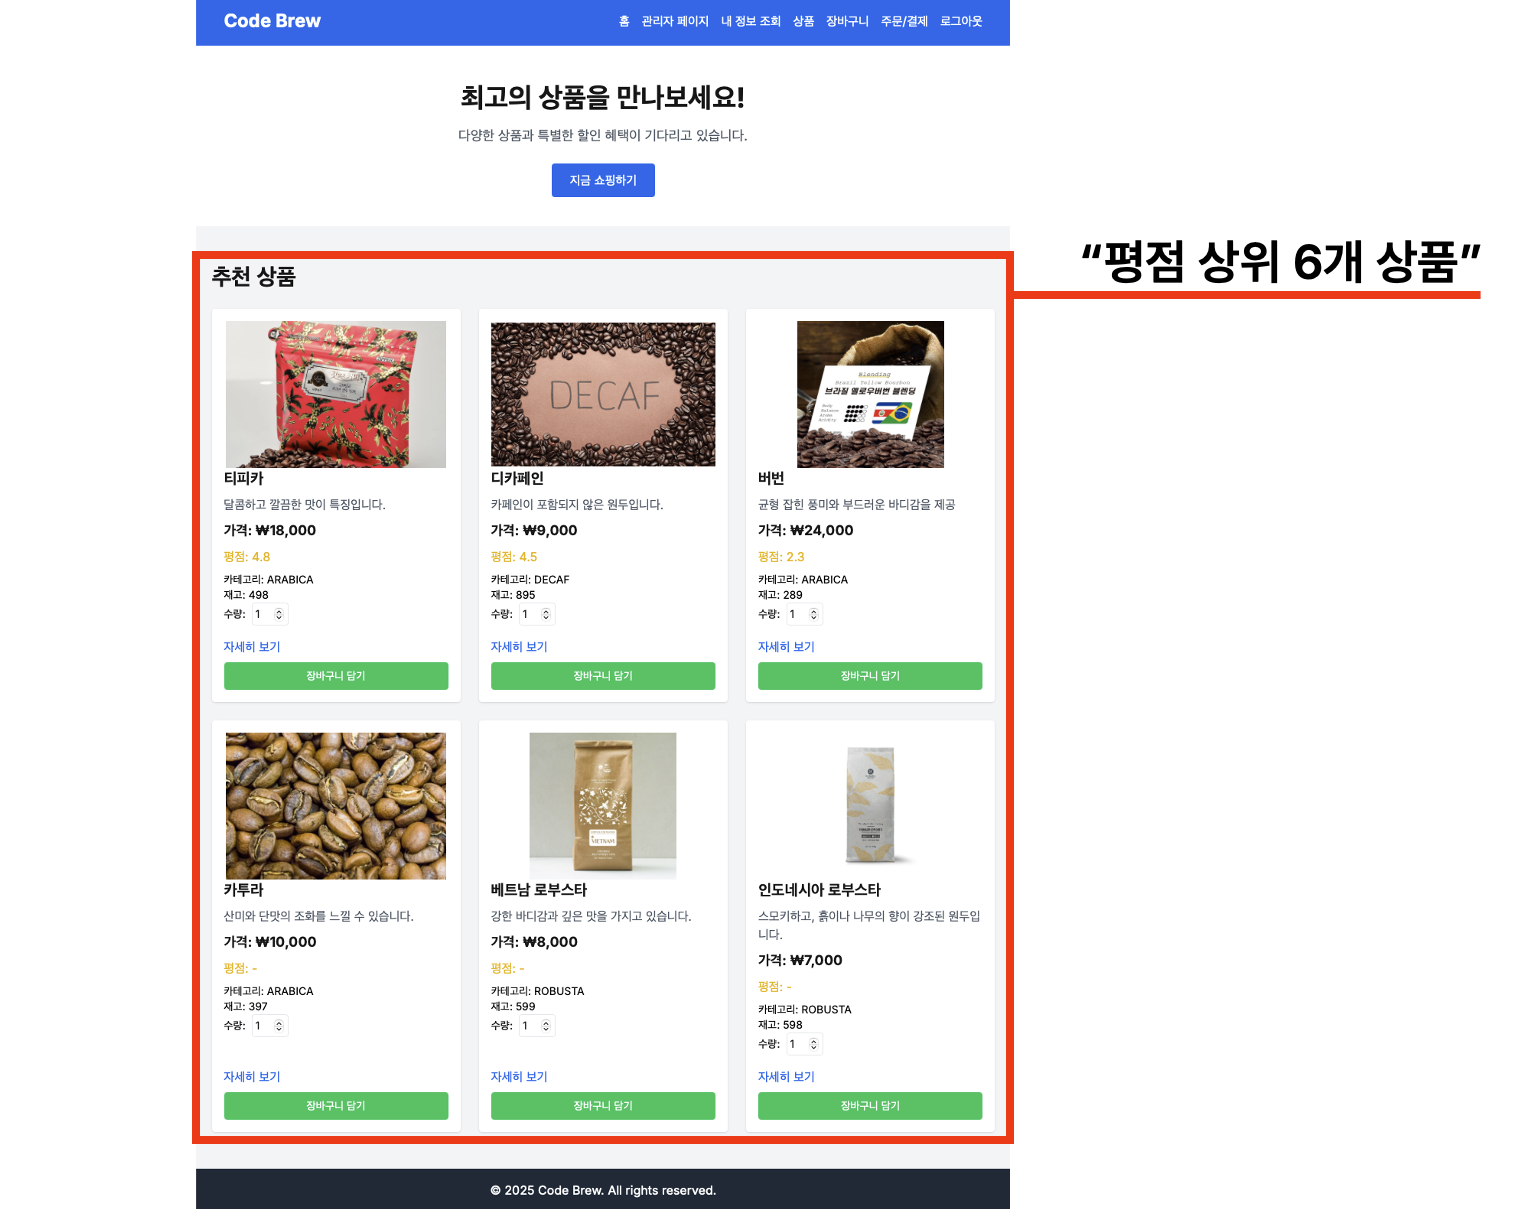 Code Brew
홈 관리자 페이지 내 정보 조회 상품 장바구니 주문/결제 로그아웃
최고의 상품을 만나보세요!
다양한 상품과 특별한 할인 혜택이 기다리고 있습니다.
지금 쇼핑하기
“평점 상위 6개 상품”
추천 상품
티피카
달콤하고 깔끔한 맛이 특징입니다.
가격: ₩18,000
평점: 4.8
카테고리: ARABICA
재고: 498
수량: 1
자세히 보기
장바구니 담기
DECAF
디카페인
카페인이 포함되지 않은 원두입니다.
가격: ₩9,000
평점: 4.5
카테고리: DECAF
재고: 895
수량: 1
자세히 보기
장바구니 담기
Blending
Brazil Yellow Bourbon
브라질 옐로우버번 블렌딩
버번
균형 잡힌 풍미와 부드러운 바디감을 제공
가격: ₩24,000
평점: 2.3
카테고리: ARABICA
재고: 289
수량: 1
자세히 보기
장바구니 담기
카투라
산미와 단맛의 조화를 느낄 수 있습니다.
가격: ₩10,000
평점: -
카테고리: ARABICA
재고: 397
수량: 1
자세히 보기
장바구니 담기
VIETNAM
베트남 로부스타
강한 바디감과 깊은 맛을 가지고 있습니다.
가격: ₩8,000
평점: -
카테고리: ROBUSTA
재고: 599
수량: 1
자세히 보기
장바구니 담기
인도네시아 로부스타
스모키하고, 흙이나 나무의 향이 강조된 원두입
니다.
가격: ₩7,000
평점: -
카테고리: ROBUSTA
재고: 598
수량: 1
자세히 보기
장바구니 담기
© 2025 Code Brew. All rights reserved.